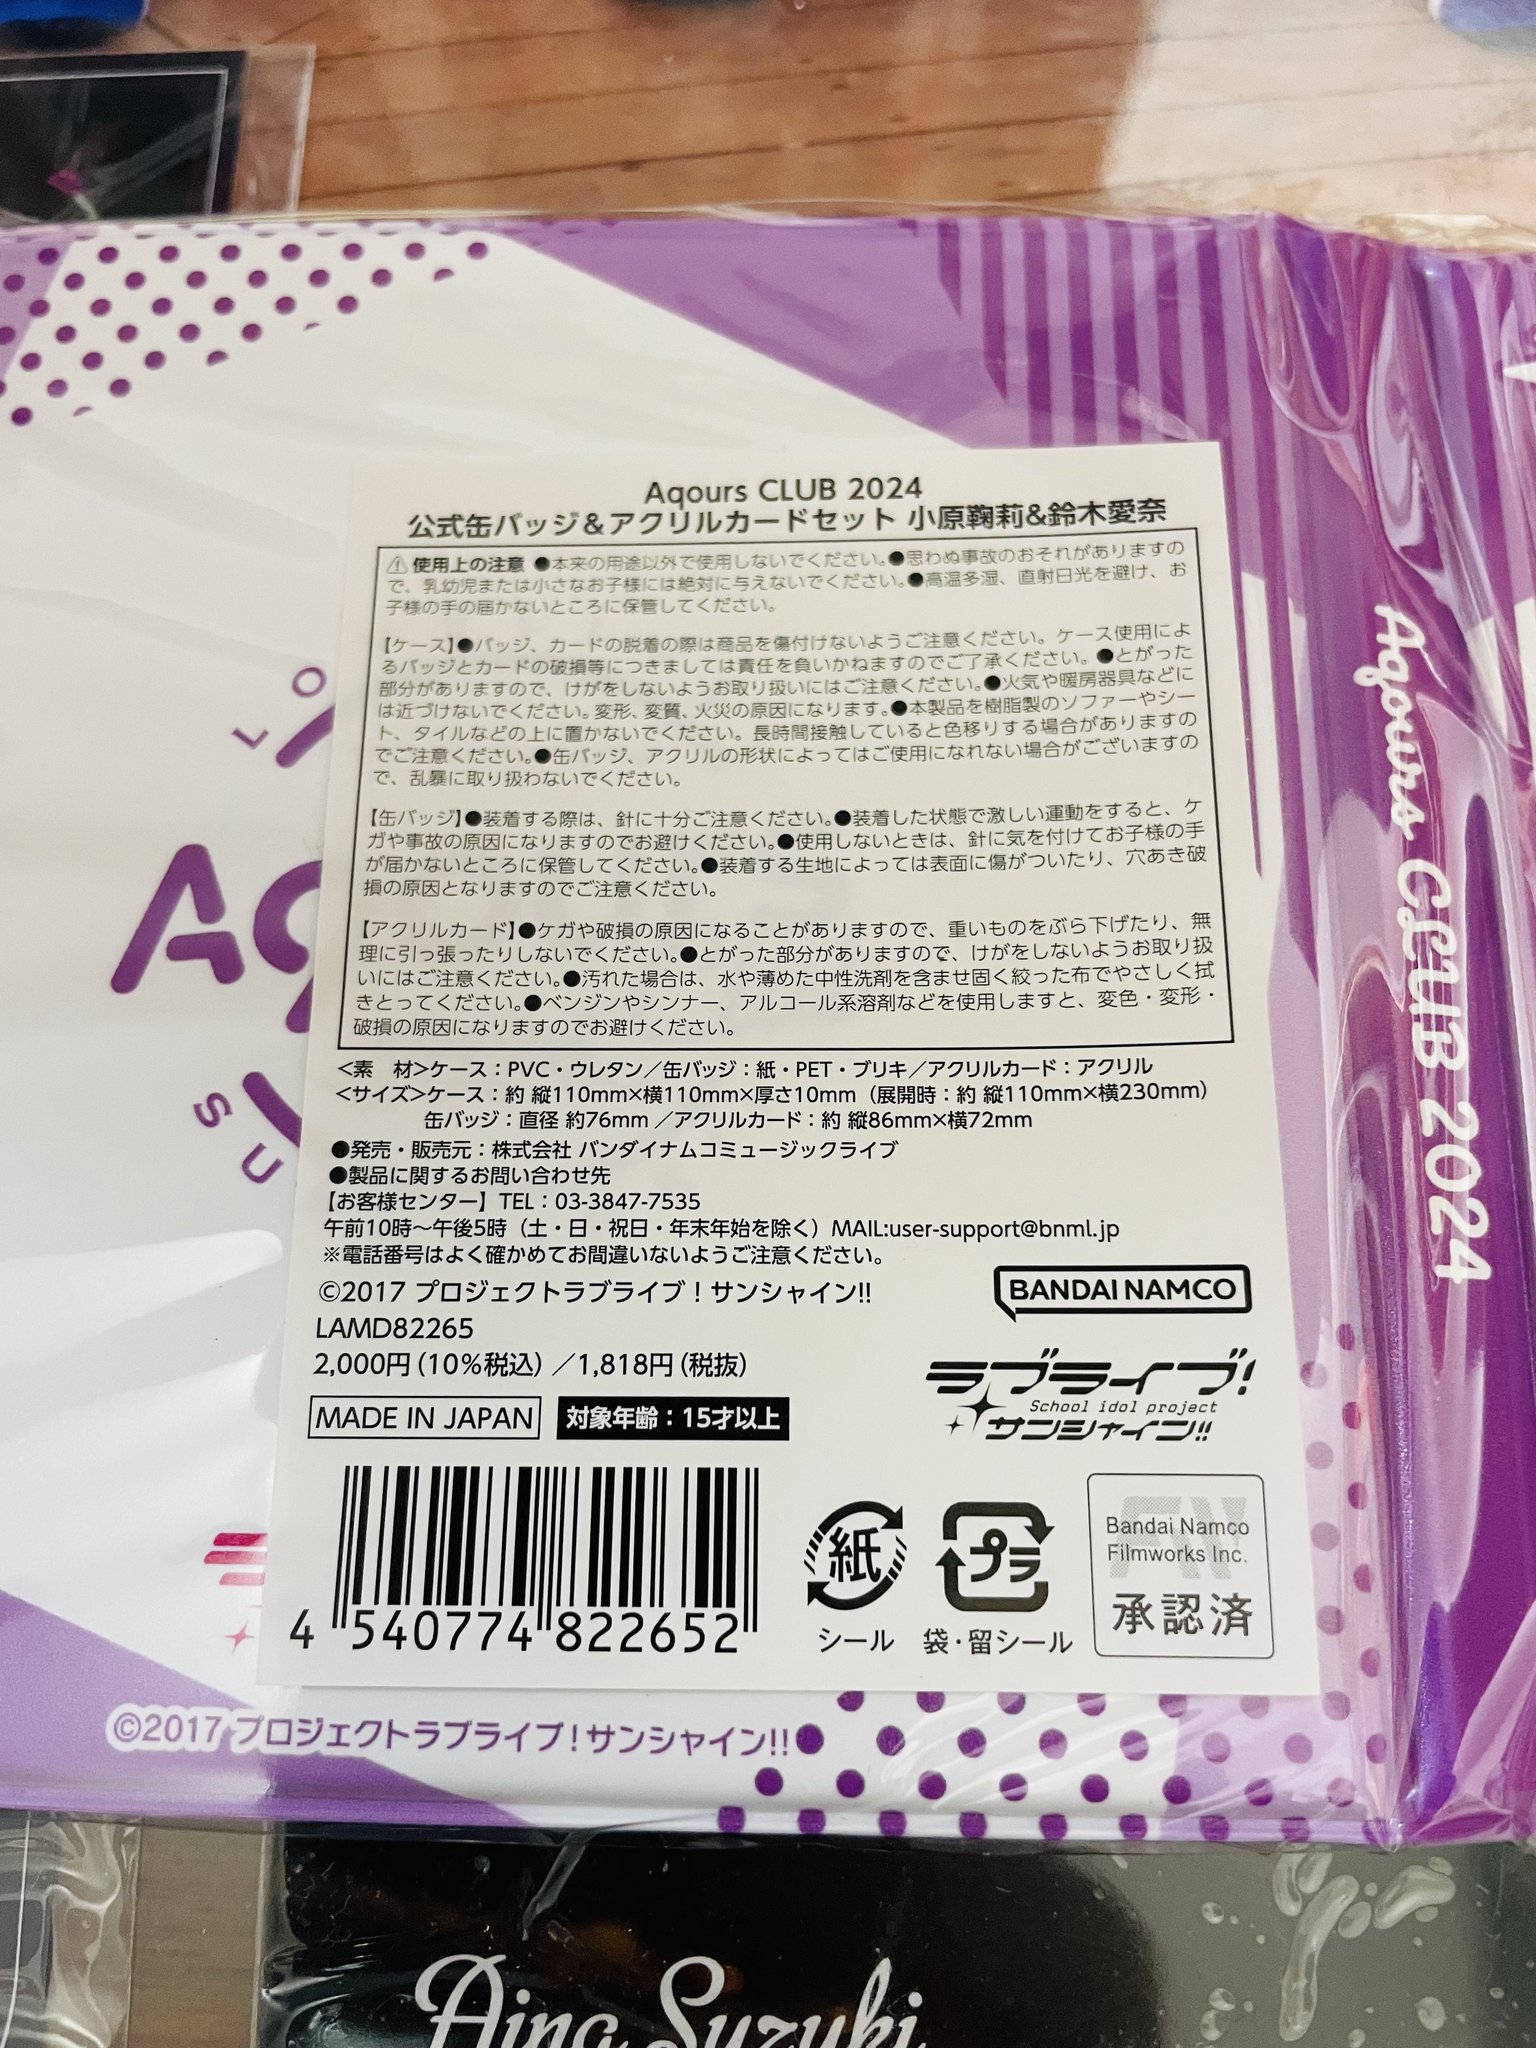 Aqours CLUB 2024
公式缶バッジ&アクリルカードセット 小原鞠莉&鈴木愛奈
⚠使用上の注意 ●本来の用途以外で使用しないでください。●思わぬ事故のおそれがありますの
で、乳幼児または小さなお子様には絶対に与えないでください。●高温多湿、直射日光を避け、お
子様の手の届かないところに保管してください。
【ケース】●バッジ、カードの脱着の際は商品を傷付けないようご注意ください。ケース使用によ
るバッジとカードの破損等につきましては責任を負いかねますのでご了承ください。●とがった
部分がありますので、けがをしないようお取り扱いにはご注意ください。●火気や暖房器具などに
は近づけないでください。変形、変質、火災の原因になります。●本製品を樹脂製のソファーやシー
ト、タイルなどの上に置かないでください。長時間接触していると色移りする場合がありますの
でご注意ください。●缶バッジ、アクリルの形状によってはご使用になれない場合がございますの
で、乱暴に取り扱わないでください。
【缶バッジ】●装着する際は、針に十分ご注意ください。●装着した状態で激しい運動をすると、ケ
ガや事故の原因になりますのでお避けください。●使用しないときは、針に気を付けてお子様の手
が届かないところに保管してください。●装着する生地によっては表面に傷がついたり、穴あき破
損の原因となりますのでご注意ください。
【アクリルカード】●ケガや破損の原因になることがありますので、重いものをぶら下げたり、無
理に引っ張ったりしないでください。●とがった部分がありますので、けがをしないようお取り扱
いにはご注意ください。●汚れた場合は、水や薄めた中性洗剤を含ませ固く絞った布でやさしく拭
きとってください。●ベンジンやシンナー、アルコール系溶剤などを使用しますと、変色・変形・
破損の原因になりますのでお避けください。
<素　材>ケース：PVC・ウレタン／缶バッジ：紙・PET・ブリキ／アクリルカード：アクリル
<サイズ>ケース：約 縦110mm×横110mm×厚さ10mm（展開時：約 縦110mm×横230mm）
缶バッジ：直径 約76mm ／アクリルカード：約 縦86mm×横72mm
●発売・販売元：株式会社 バンダイナムコミュージックライブ
●製品に関するお問い合わせ先
【お客様センター】TEL：03-3847-7535
午前10時～午後5時（土・日・祝日・年末年始を除く）MAIL:user-support@bnml.jp
※電話番号はよく確かめてお間違いないようご注意ください。
©2017 プロジェクトラブライブ！サンシャイン!!
BANDAI NAMCO
LAMD82265
2,000円（10％税込）／1,818円（税抜）
MADE IN JAPAN
対象年齢：15才以上
ラブライブ！
School idol project
サンシャイン!!
4 540774 822652
紙
シール
プラ
袋・留シール
Bandai Namco
Filmworks Inc.
承認済
Aqours CLUB 2024
©2017 プロジェクトラブライブ！サンシャイン!!
Aina Suzuki